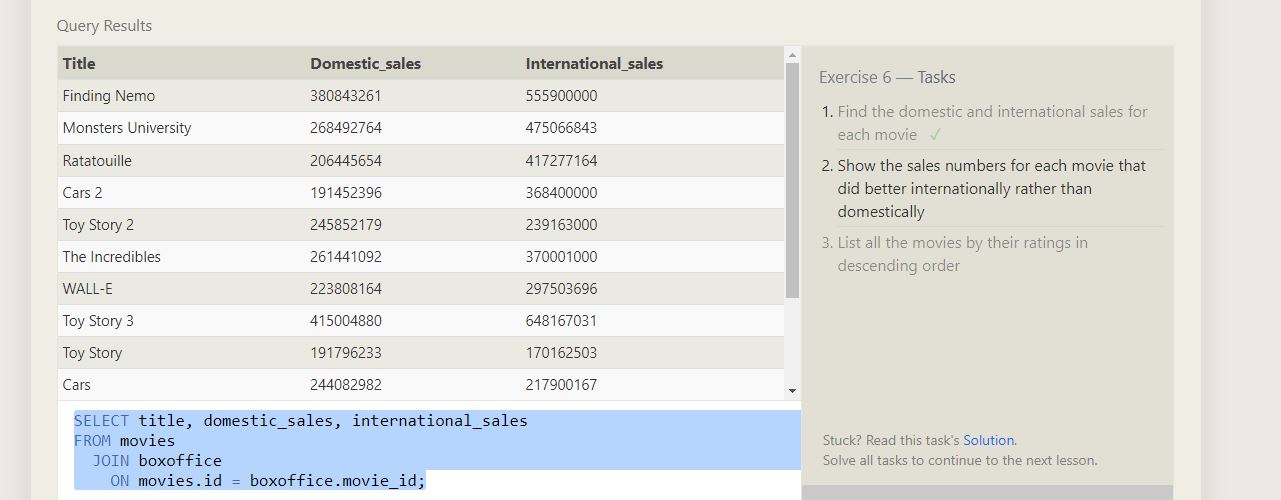 Query Results
Title Domestic_sales International_sales
Finding Nemo 380843261 555900000
Monsters University 268492764 475066843
Ratatouille 206445654 417277164
Cars 2 191452396 368400000
Toy Story 2 245852179 239163000
The Incredibles 261441092 370001000
WALL-E 223808164 297503696
Toy Story 3 415004880 648167031
Toy Story 191796233 170162503
Cars 244082982 217900167
SELECT title, domestic_sales, international_sales
FROM movies
  JOIN boxoffice
    ON movies.id = boxoffice.movie_id;
Exercise 6 — Tasks
1. Find the domestic and international sales for
each movie ✓
2. Show the sales numbers for each movie that
did better internationally rather than
domestically
3. List all the movies by their ratings in
descending order
Stuck? Read this task's Solution.
Solve all tasks to continue to the next lesson.